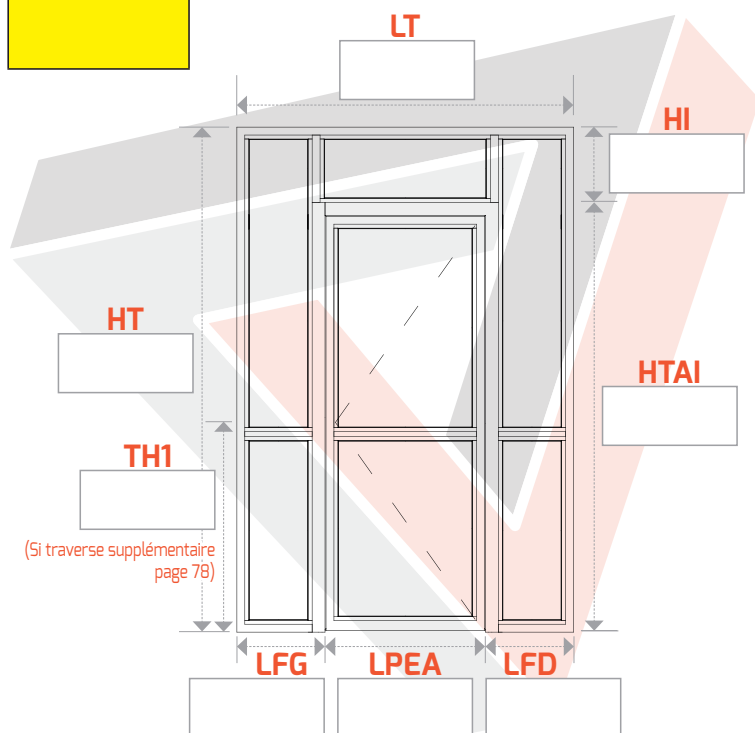 LT
HI
HT
HTAI
TH1
(Si traverse supplémentaire
page 78)
LFG
LPEA
LFD